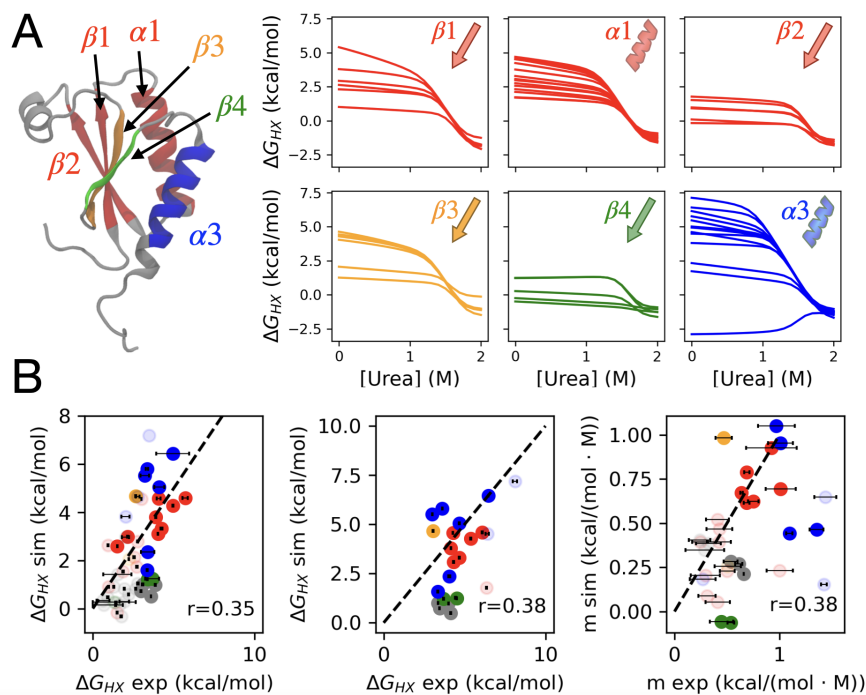 A
β1
α1
β3
β4
β2
α3
ΔG_HX (kcal/mol)
7.5
5.0
2.5
0.0
−2.5
β1
α1
β2
ΔG_HX (kcal/mol)
7.5
5.0
2.5
0.0
−2.5
β3
β4
α3
0 1 2
0 1 2
0 1 2
[Urea] (M)
[Urea] (M)
[Urea] (M)
B
ΔG_HX sim (kcal/mol)
8
6
4
2
0
r=0.35
0 10
ΔG_HX exp (kcal/mol)
ΔG_HX sim (kcal/mol)
10.0
7.5
5.0
2.5
0.0
r=0.38
0 10
ΔG_HX exp (kcal/mol)
m sim (kcal/(mol · M))
1.00
0.75
0.50
0.25
0.00
r=0.38
0 1
m exp (kcal/(mol · M))